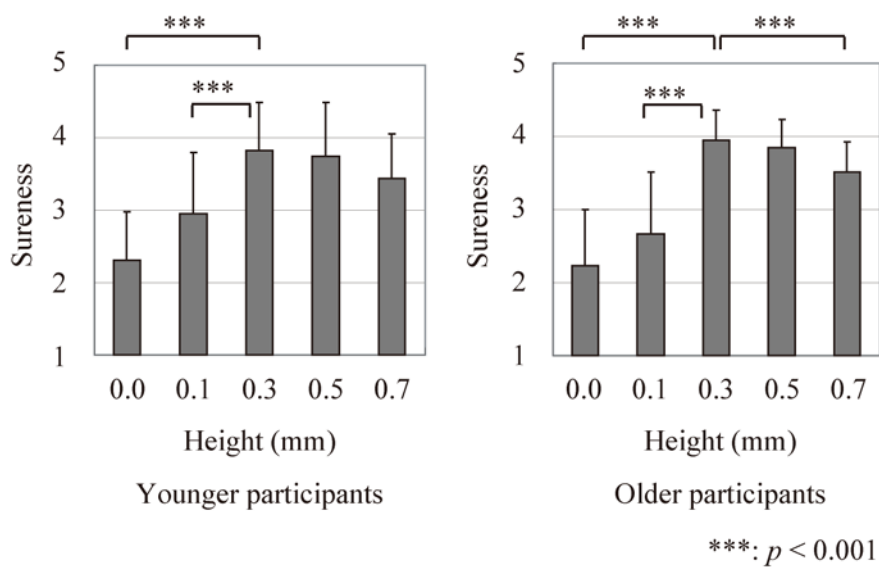 ***
***
5
4
3
2
1
Sureness
0.0 0.1 0.3 0.5 0.7
Height (mm)
Younger participants
*** ***
***
5
4
3
2
1
Sureness
0.0 0.1 0.3 0.5 0.7
Height (mm)
Older participants
***: p < 0.001